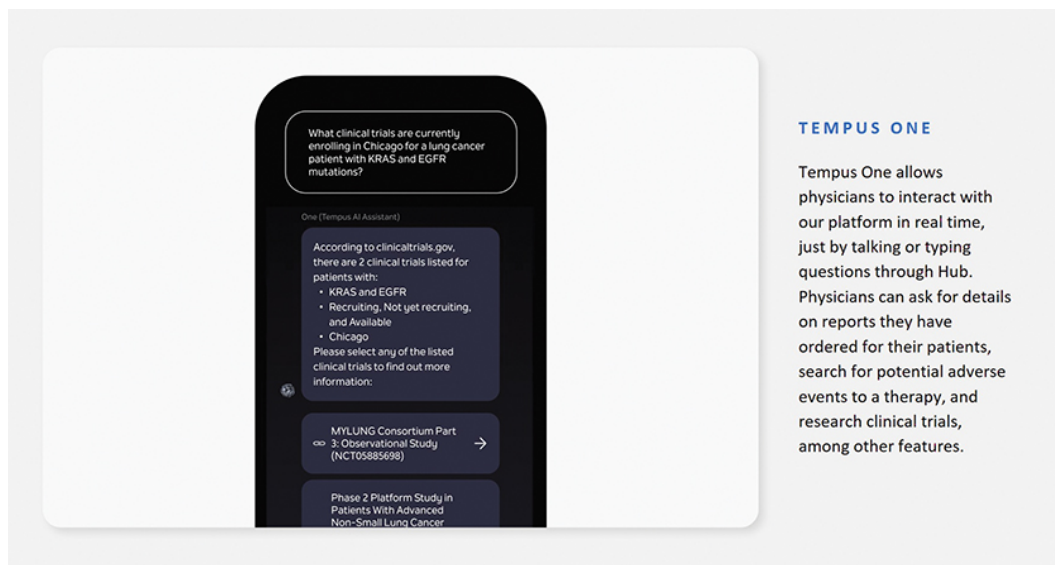 What clinical trials are currently
enrolling in Chicago for a lung cancer
patient with KRAS and EGFR
mutations?
One (Tempus AI Assistant)
According to clinicaltrials.gov,
there are 2 clinical trials listed for
patients with:
• KRAS and EGFR
• Recruiting, Not yet recruiting,
and Available
• Chicago
Please select any of the listed
clinical trials to find out more
information:
MYLUNG Consortium Part
3: Observational Study
(NCT05885698)
Phase 2 Platform Study in
Patients With Advanced
Non-Small Lung Cancer
TEMPUS ONE
Tempus One allows
physicians to interact with
our platform in real time,
just by talking or typing
questions through Hub.
Physicians can ask for details
on reports they have
ordered for their patients,
search for potential adverse
events to a therapy, and
research clinical trials,
among other features.